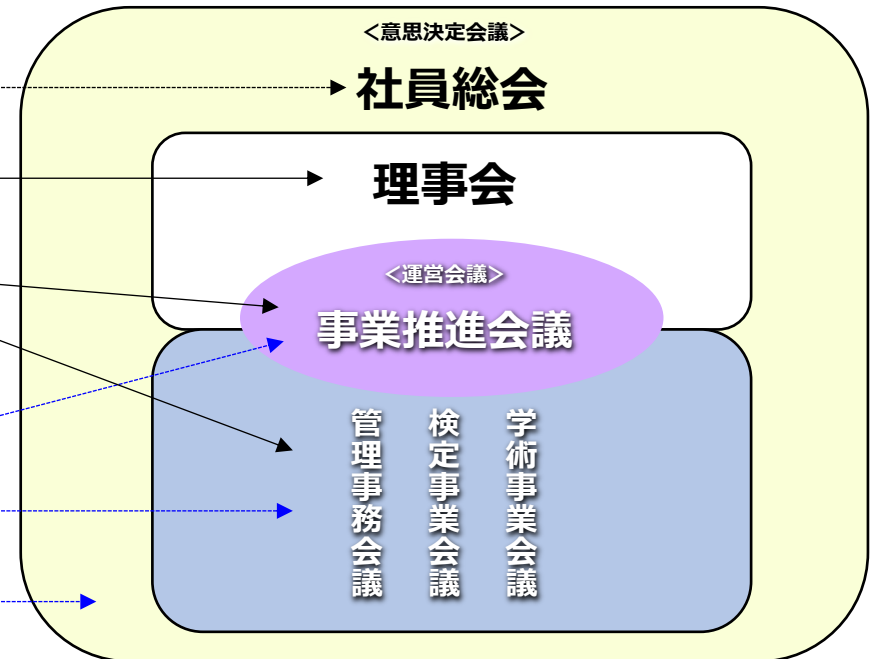 <意思決定会議>
社員総会
理事会
<運営会議>
事業推進会議
学術事業会議
検定事業会議
管理事務会議